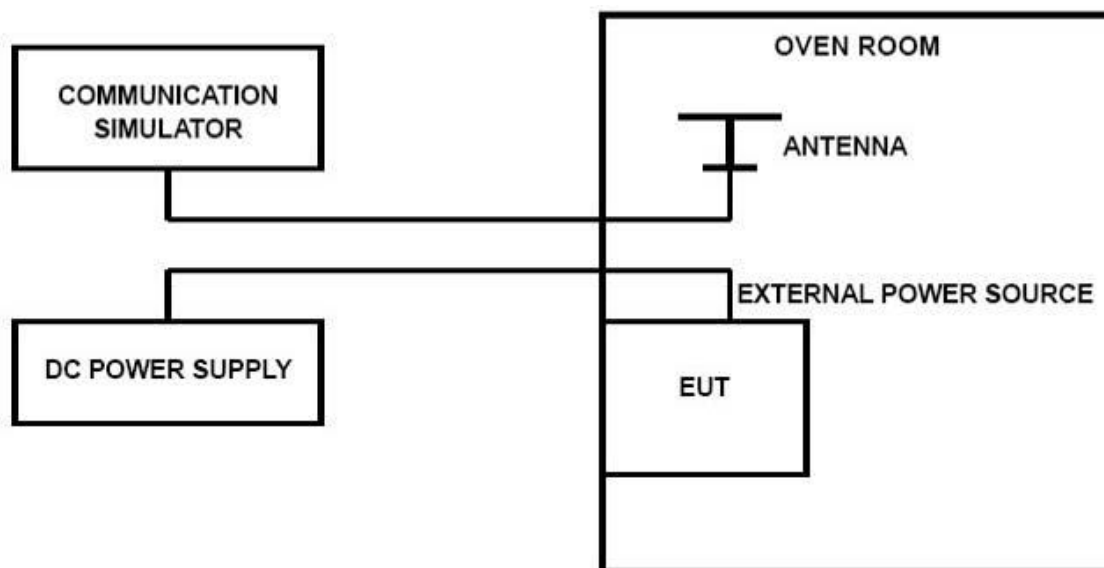 COMMUNICATION
SIMULATOR
OVEN ROOM
ANTENNA
EXTERNAL POWER SOURCE
DC POWER SUPPLY
EUT